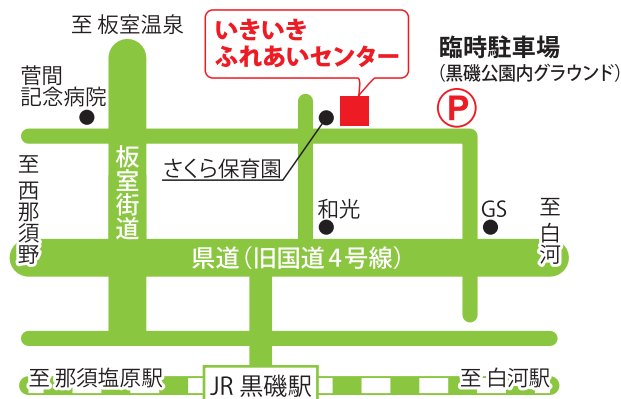 至 板室温泉
いきいき
ふれあいセンター
臨時駐車場
（黒磯公園内グラウンド）
P
菅間
記念病院
さくら保育園
至 西那須野
板室街道
和光
GS
至 白河
県道（旧国道4号線）
至 那須塩原駅
JR 黒磯駅
至 白河駅